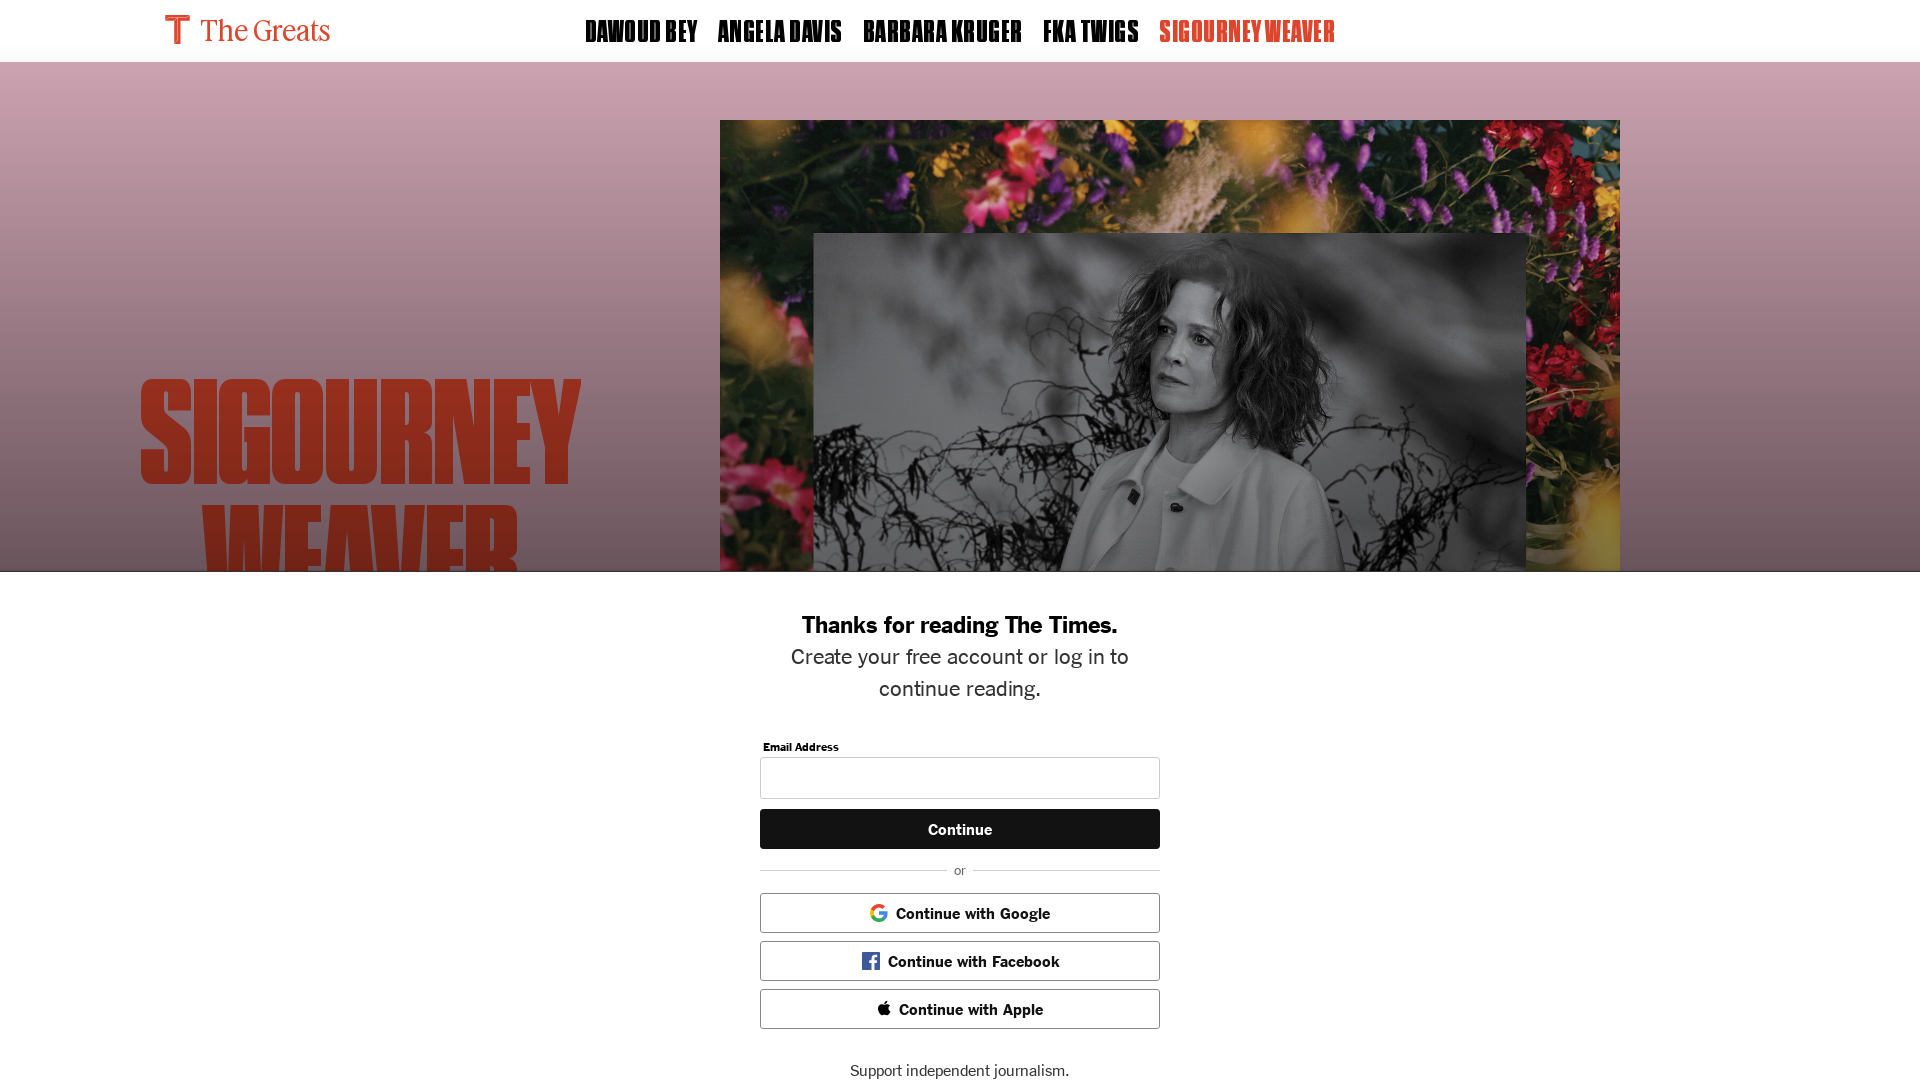 The Greats
DAWOUD BEY ANGELA DAVIS BARBARA KRUGER FKA TWIGS SIGOURNEY WEAVER
SIGOURNEY
WEAVER
Thanks for reading The Times.
Create your free account or log in to
continue reading.
Email Address
Continue
or
Continue with Google
Continue with Facebook
Continue with Apple
Support independent journalism.